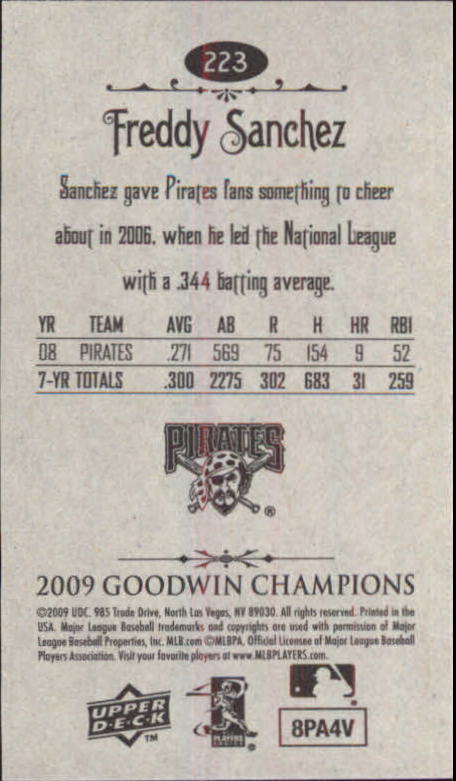 223
Freddy Sanchez
Sanchez gave Pirates fans something to cheer
about in 2006, when he led the National League
with a .344 batting average.
YR TEAM AVG AB R H HR RBI
08 PIRATES .271 569 75 154 9 52
7-YR TOTALS .300 2275 302 683 31 259
PIRATES
®
2009 GOODWIN CHAMPIONS
©2009 UDC. 985 Trade Drive, North Las Vegas, NV 89030. All rights reserved. Printed in the
USA. Major League Baseball trademarks and copyrights are used with permission of Major
League Baseball Properties, Inc. MLB.com ©MLBPA, Official Licensee of Major League Baseball
Players Association. Visit your favorite players at www.MLBPLAYERS.com.
UPPER
D·E·C·K
TM
PLAYERS
®
8PA4V